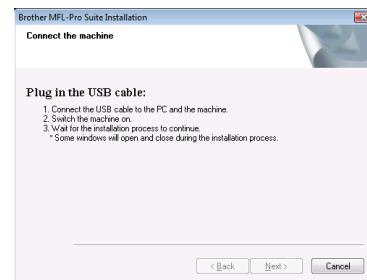 Brother MFL-Pro Suite Installation
Connect the machine
Plug in the USB cable:
1. Connect the USB cable to the PC and the machine.
2. Switch the machine on.
3. Wait for the installation process to continue.
* Some windows will open and close during the installation process.
< Back Next > Cancel